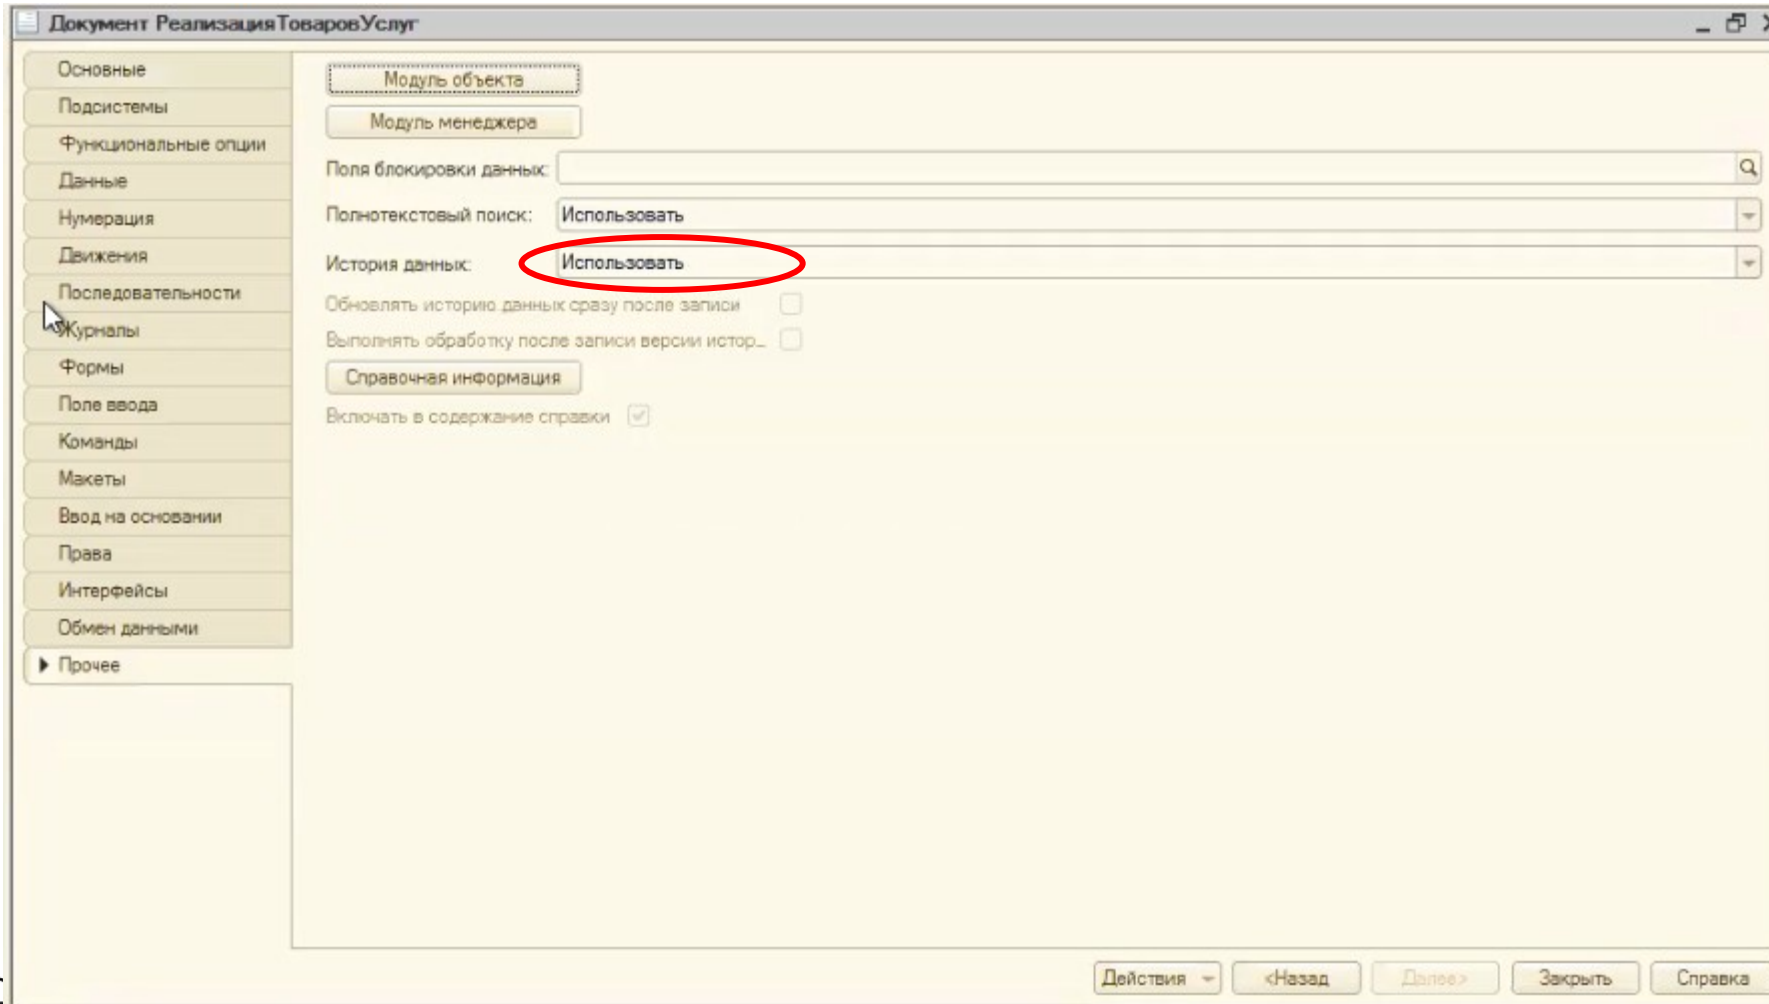 Документ РеализацияТоваровУслуг
Основные
Подсистемы
Функциональные опции
Данные
Нумерация
Движения
Последовательности
Журналы
Формы
Поле ввода
Команды
Макеты
Ввод на основании
Права
Интерфейсы
Обмен данными
Прочее
Модуль объекта
Модуль менеджера
Поля блокировки данных:
Полнотекстовый поиск: Использовать
История данных: Использовать
Обновлять историю данных сразу после записи
Выполнять обработку после записи версии истор...
Справочная информация
Включать в содержание справки
Действия <Назад Далее> Закрыть Справка